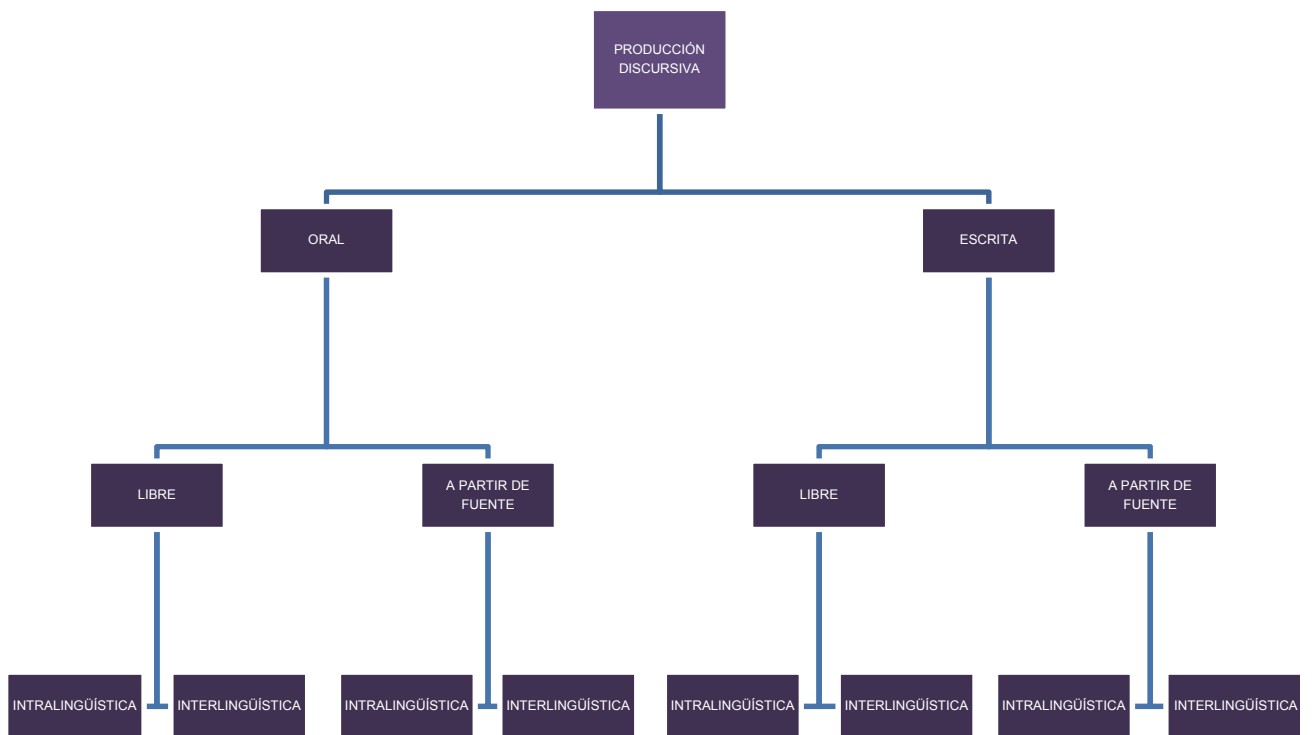 PRODUCCIÓN
DISCURSIVA
ORAL
ESCRITA
LIBRE
A PARTIR DE
FUENTE
LIBRE
A PARTIR DE
FUENTE
INTRALINGÜÍSTICA
INTERLINGÜÍSTICA
INTRALINGÜÍSTICA
INTERLINGÜÍSTICA
INTRALINGÜÍSTICA
INTERLINGÜÍSTICA
INTRALINGÜÍSTICA
INTERLINGÜÍSTICA